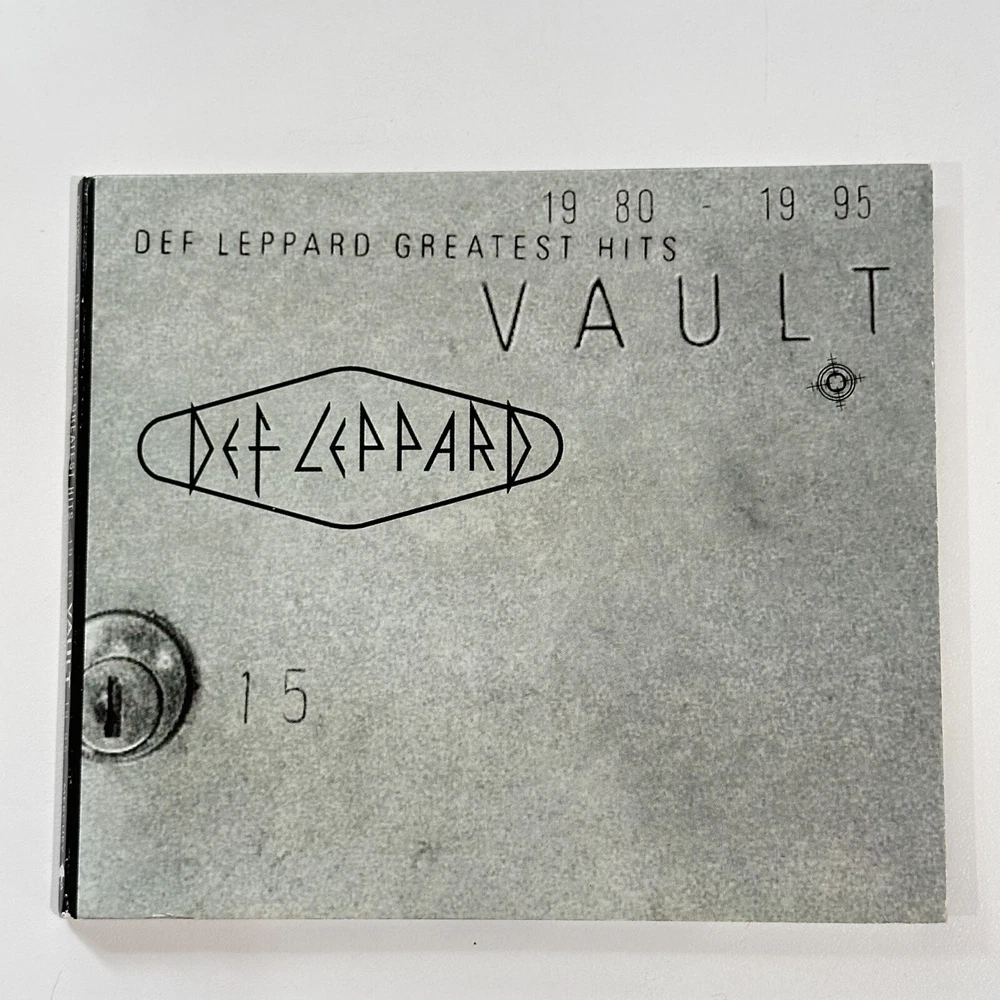 19 80 - 19 95
DEF LEPPARD GREATEST HITS
VAULT
DEF LEPPARD
15